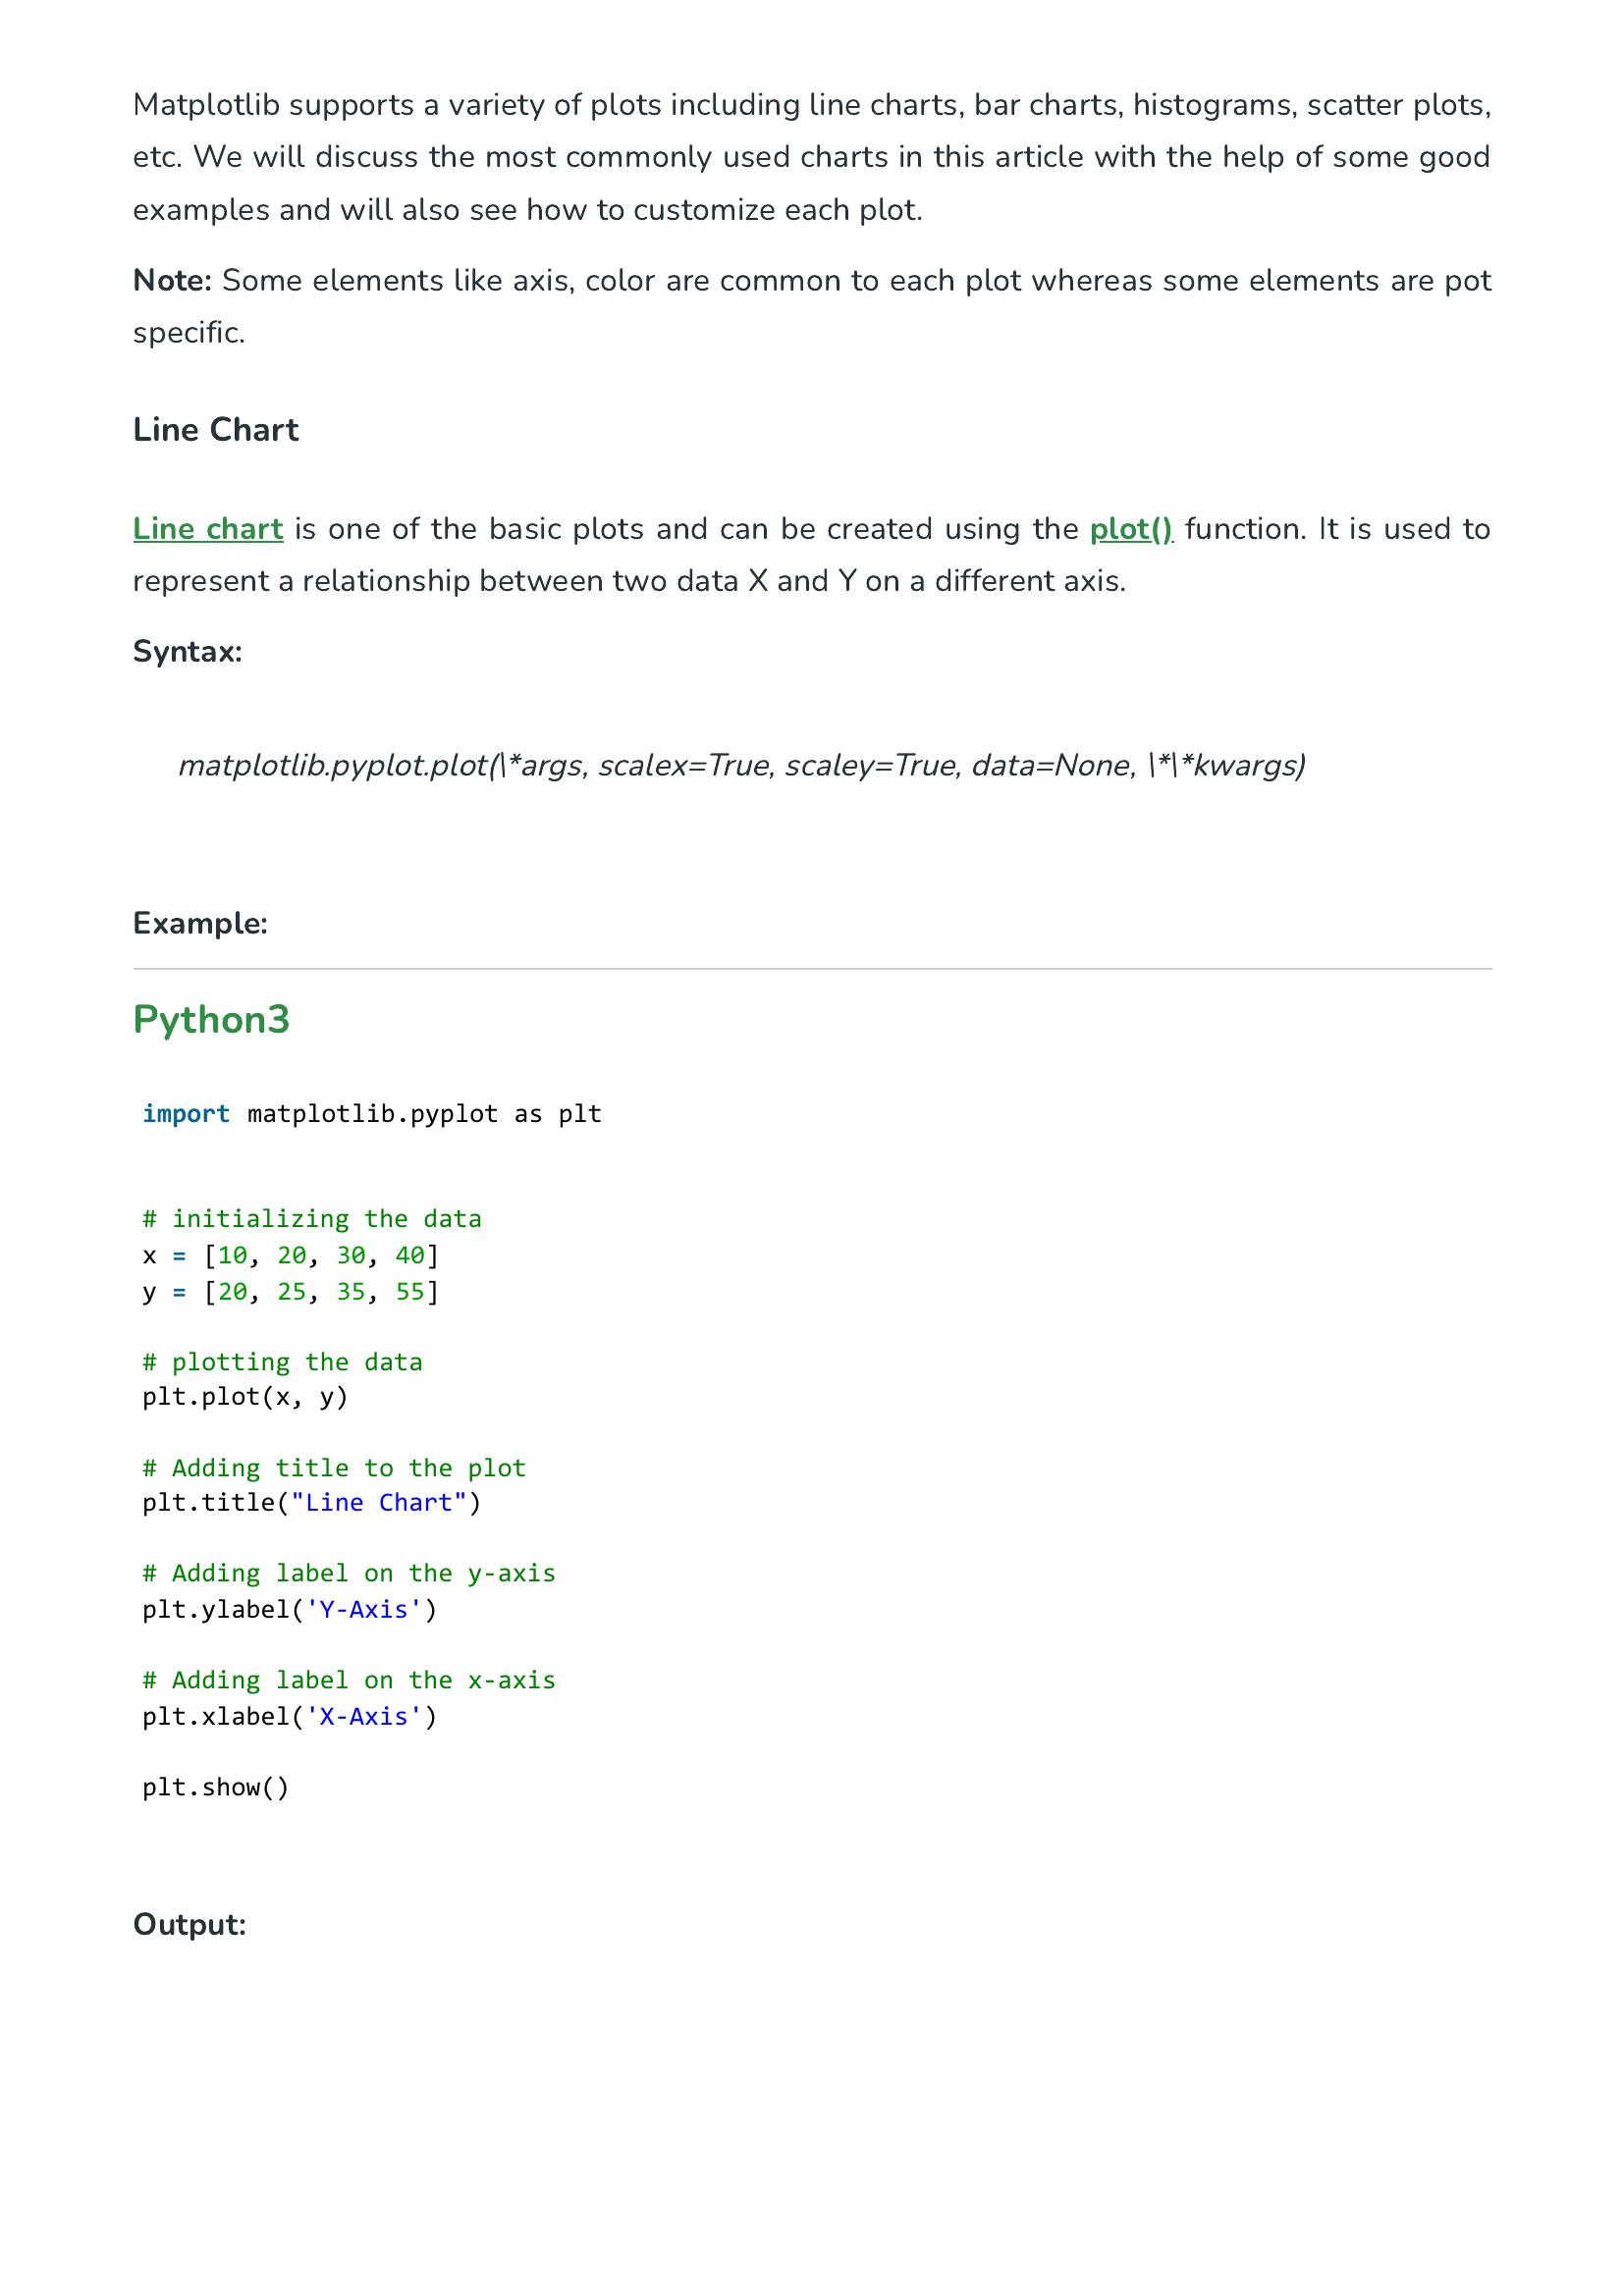 Matplotlib supports a variety of plots including line charts, bar charts, histograms, scatter plots,
etc. We will discuss the most commonly used charts in this article with the help of some good
examples and will also see how to customize each plot.
Note: Some elements like axis, color are common to each plot whereas some elements are pot
specific.
Line Chart
Line chart is one of the basic plots and can be created using the plot() function. It is used to
represent a relationship between two data X and Y on a different axis.
Syntax:
matplotlib.pyplot.plot(\*args, scalex=True, scaley=True, data=None, \*\*kwargs)
Example:
Python3
import matplotlib.pyplot as plt
# initializing the data
x = [10, 20, 30, 40]
y = [20, 25, 35, 55]
# plotting the data
plt.plot(x, y)
# Adding title to the plot
plt.title("Line Chart")
# Adding label on the y-axis
plt.ylabel('Y-Axis')
# Adding label on the x-axis
plt.xlabel('X-Axis')
plt.show()
Output: